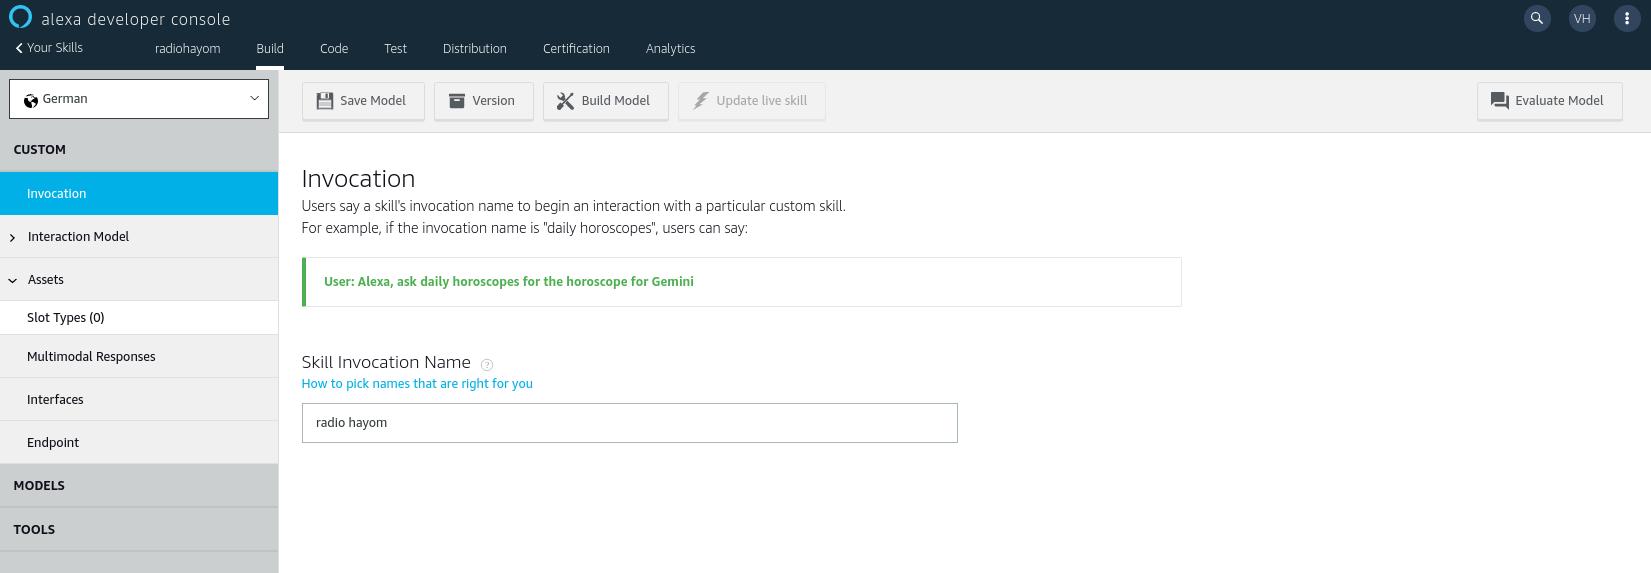 alexa developer console
VH
Your Skills
radiohayom
Build
Code
Test
Distribution
Certification
Analytics
German
Save Model
Version
Build Model
Update live skill
Evaluate Model
CUSTOM
Invocation
Interaction Model
Assets
Slot Types (0)
Multimodal Responses
Interfaces
Endpoint
MODELS
TOOLS
Invocation
Users say a skill's invocation name to begin an interaction with a particular custom skill.
For example, if the invocation name is "daily horoscopes", users can say:
User: Alexa, ask daily horoscopes for the horoscope for Gemini
Skill Invocation Name ?
How to pick names that are right for you
radio hayom